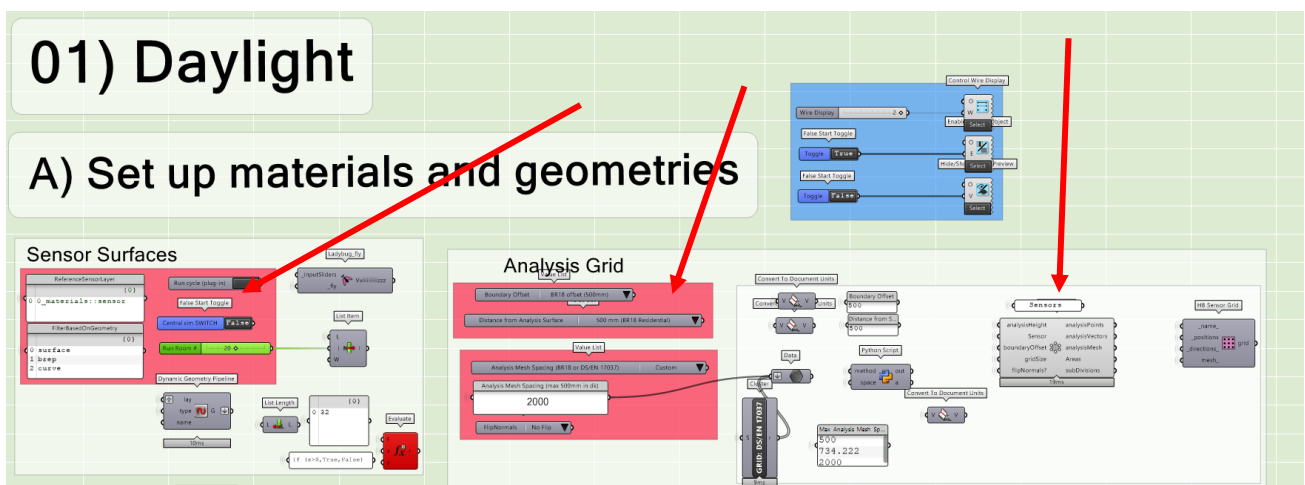 01) Daylight
A) Set up materials and geometries
Control Wire Display
Wire Display 2
O
W
Select
False Start Toggle
Toggle True
O
E
Select
False Start Toggle
Toggle False
O
V
Select
Sensor Surfaces
ReferenceSensorLayer
{0}
0 0_materials::sensor
FilterBasedOnGeometry
{0}
0 surface
1 brep
2 curve
Run cycle (plug-in)
False Start Toggle
Central sim SWITCH False
Run Room # 20
Ladybug_fly
_inputSliders
_fly
List Item
L
i
W
Dynamic Geometry Pipeline
lay
type G
name
10ms
List Length
L L
{0}
0 32
if (x>0,True,False)
Evaluate
Analysis Grid
Value List
Boundary Offset BR18 offset (500mm)
Distance from Analysis Surface 500 mm (BR18 Residential)
Value List
Analysis Mesh Spacing (BR18 or DS/EN 17037) Custom
Analysis Mesh Spacing (max 500mm in dk)
2000
FlipNormals No Flip
Convert To Document Units
Units
V V
V V
Boundary Offset
500
Distance from S...
500
Data
Python Script
method out
space a
Convert To Document Units
V V
Cluster
GRID: DS/EN 17037
9ms
Max Analysis Mesh Sp...
500
734.222
2000
Sensors
analysisHeight analysisPoints
Sensor analysisVectors
boundaryOffset analysisMesh
gridSize Areas
flipNormals? subDivisions
19ms
HB Sensor Grid
_name_
_positions
_directions_ grid
mesh_